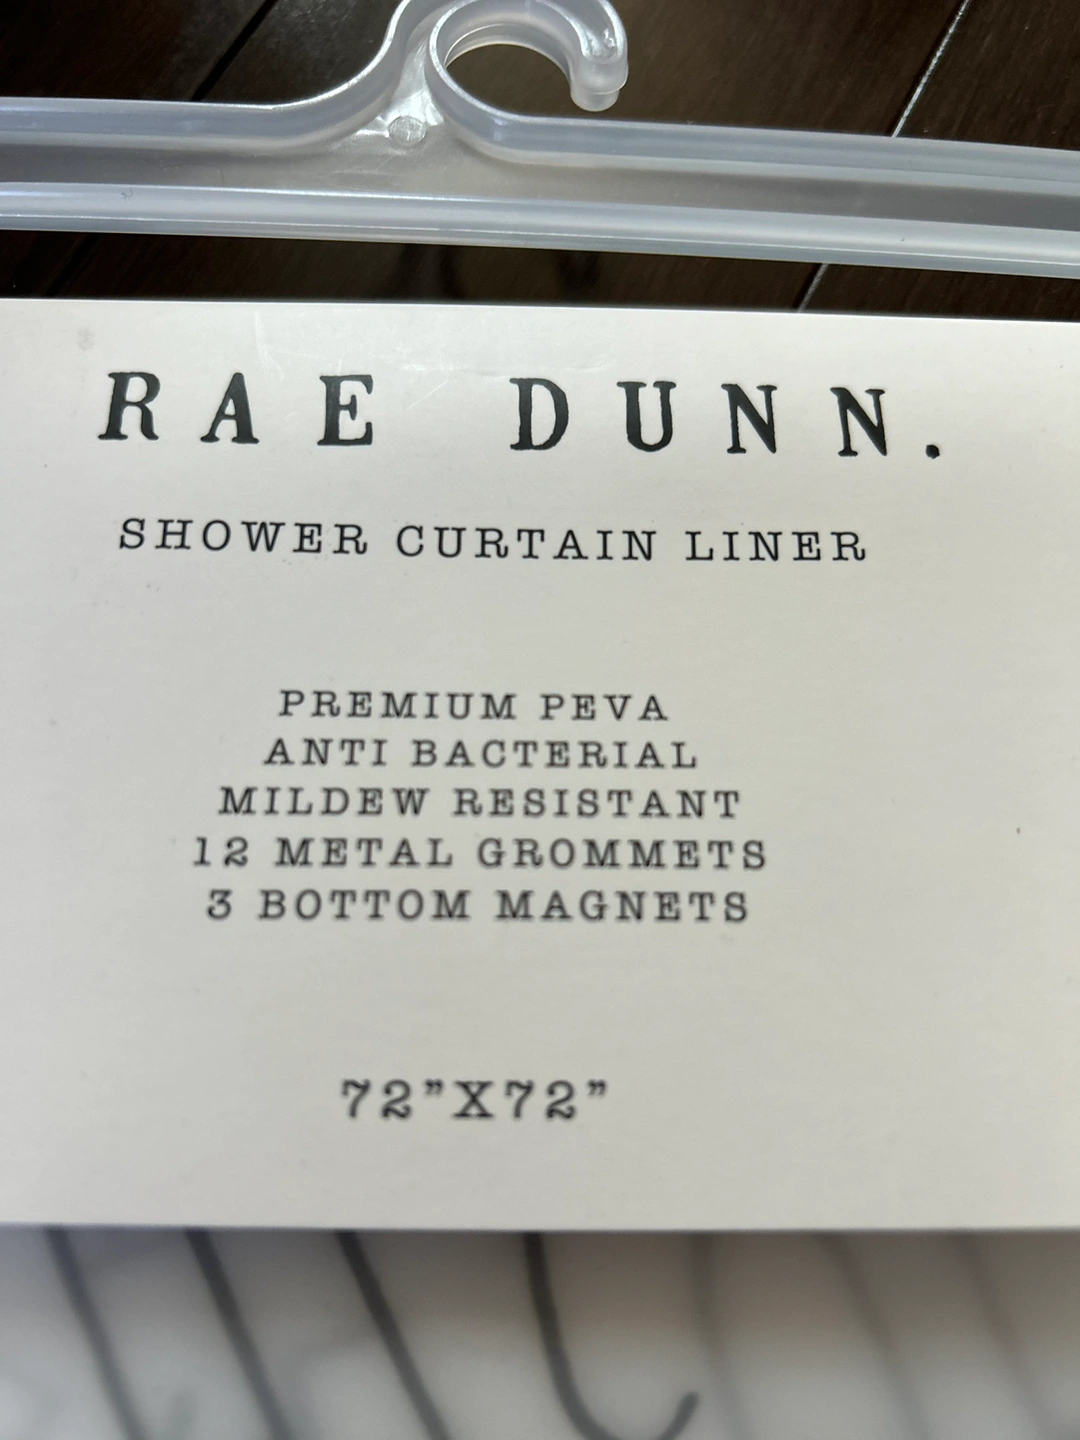 RAE DUNN.
SHOWER CURTAIN LINER
PREMIUM PEVA
ANTI BACTERIAL
MILDEW RESISTANT
12 METAL GROMMETS
3 BOTTOM MAGNETS
72”X72”